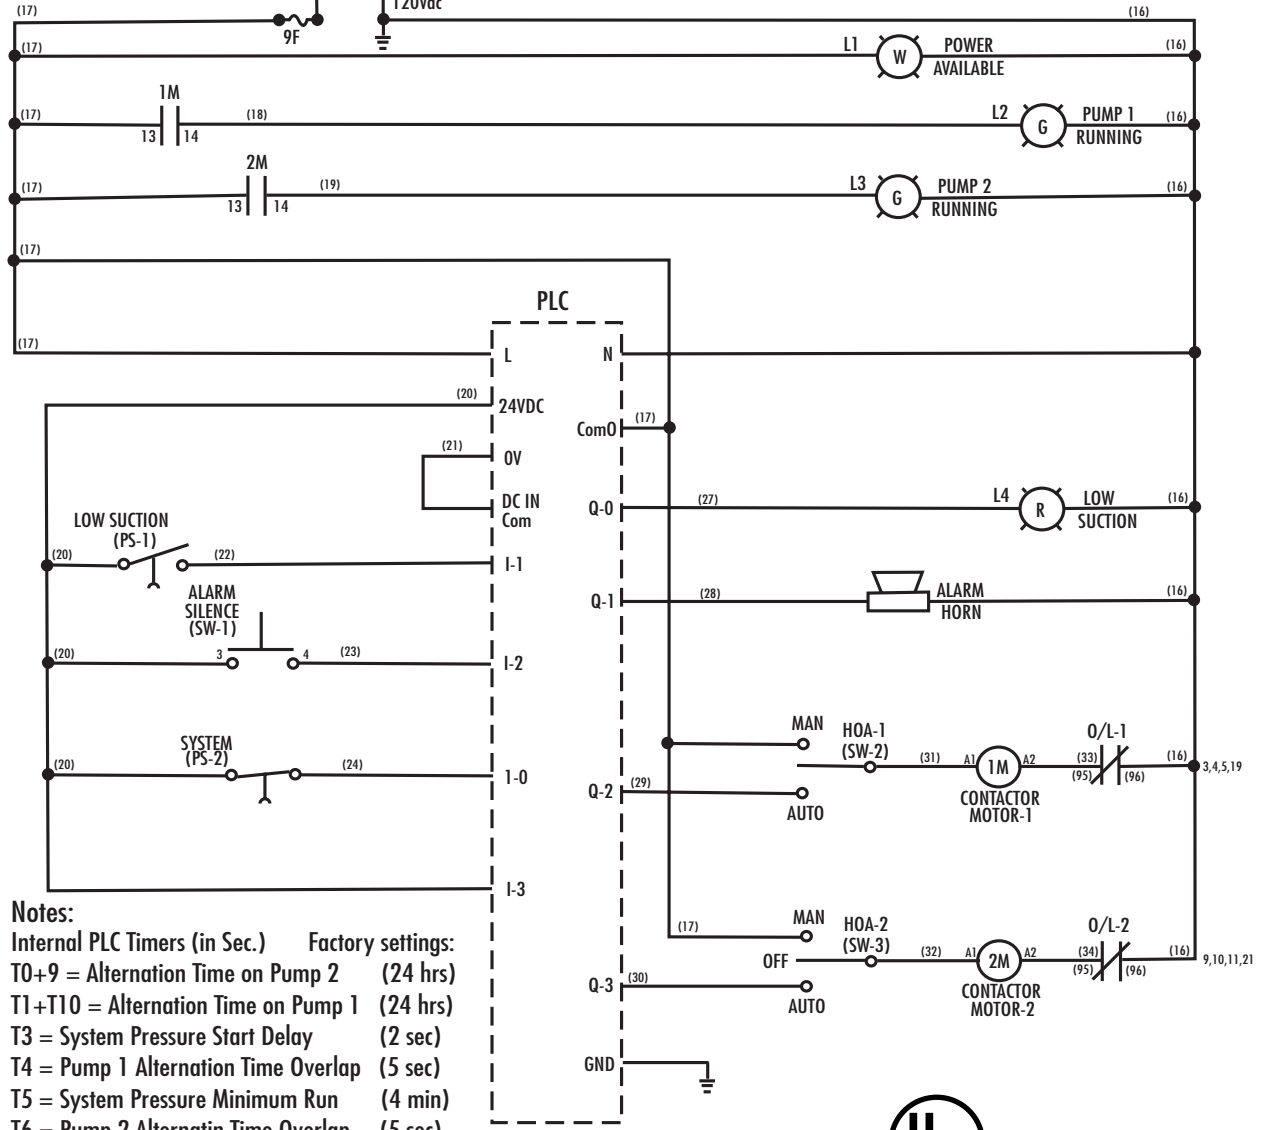 (17)
120Vac
(16)
9F
(17)
L1
W
POWER
AVAILABLE
(16)
1M
(17)
13
14
(18)
L2
G
PUMP 1
RUNNING
(16)
2M
(17)
13
14
(19)
L3
G
PUMP 2
RUNNING
(16)
(17)
PLC
(17)
L
N
(20)
24VDC
Com0
(17)
(21)
0V
DC IN
Com
Q-0
(27)
L4
R
LOW
SUCTION
(16)
LOW SUCTION
(PS-1)
(20)
(22)
I-1
ALARM
SILENCE
(SW-1)
Q-1
(28)
ALARM
HORN
(16)
(20)
3
4
(23)
I-2
SYSTEM
(PS-2)
(20)
(24)
1-0
MAN
HOA-1
(SW-2)
(31)
A1
1M
A2
O/L-1
(33)
(95)
(96)
(16)
3,4,5,19
CONTACTOR
MOTOR-1
Q-2
(29)
AUTO
I-3
(17)
MAN
HOA-2
(SW-3)
OFF
(32)
A1
2M
A2
O/L-2
(34)
(95)
(96)
(16)
9,10,11,21
CONTACTOR
MOTOR-2
Q-3
(30)
AUTO
GND
Notes:
Internal PLC Timers (in Sec.) Factory settings:
T0+9 = Alternation Time on Pump 2 (24 hrs)
T1+T10 = Alternation Time on Pump 1 (24 hrs)
T3 = System Pressure Start Delay (2 sec)
T4 = Pump 1 Alternation Time Overlap (5 sec)
T5 = System Pressure Minimum Run (4 min)
T6 = Pump 2 Alternatin Time Overlap (5 sec)